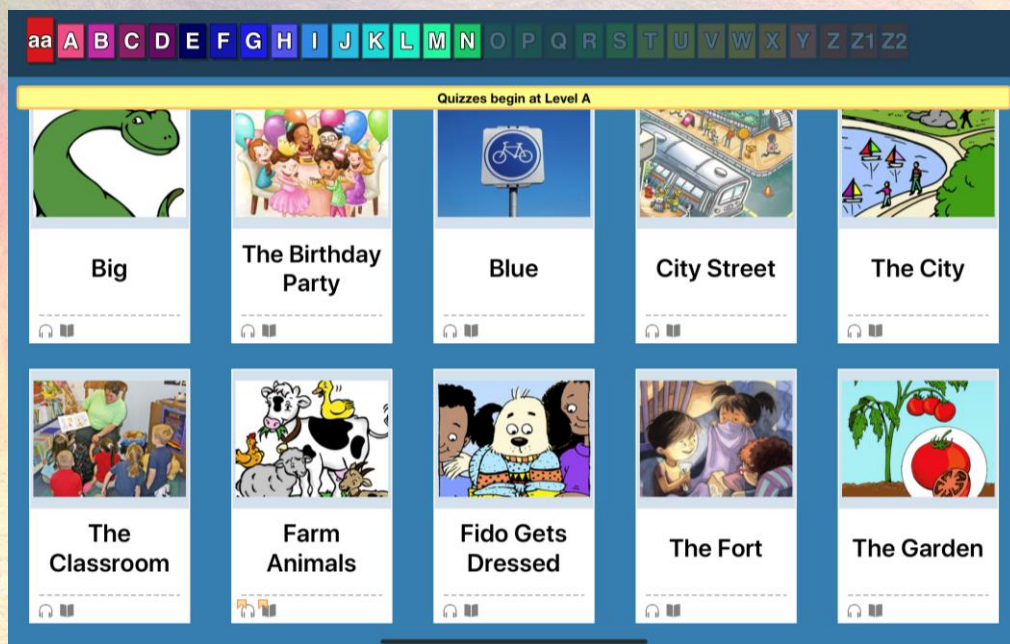 aa A B C D E F G H I J K L M N O P Q R S T U V W X Y Z Z1 Z2
Quizzes begin at Level A
Big
The Birthday
Party
Blue
City Street
The City
The
Classroom
Farm
Animals
Fido Gets
Dressed
The Fort
The Garden